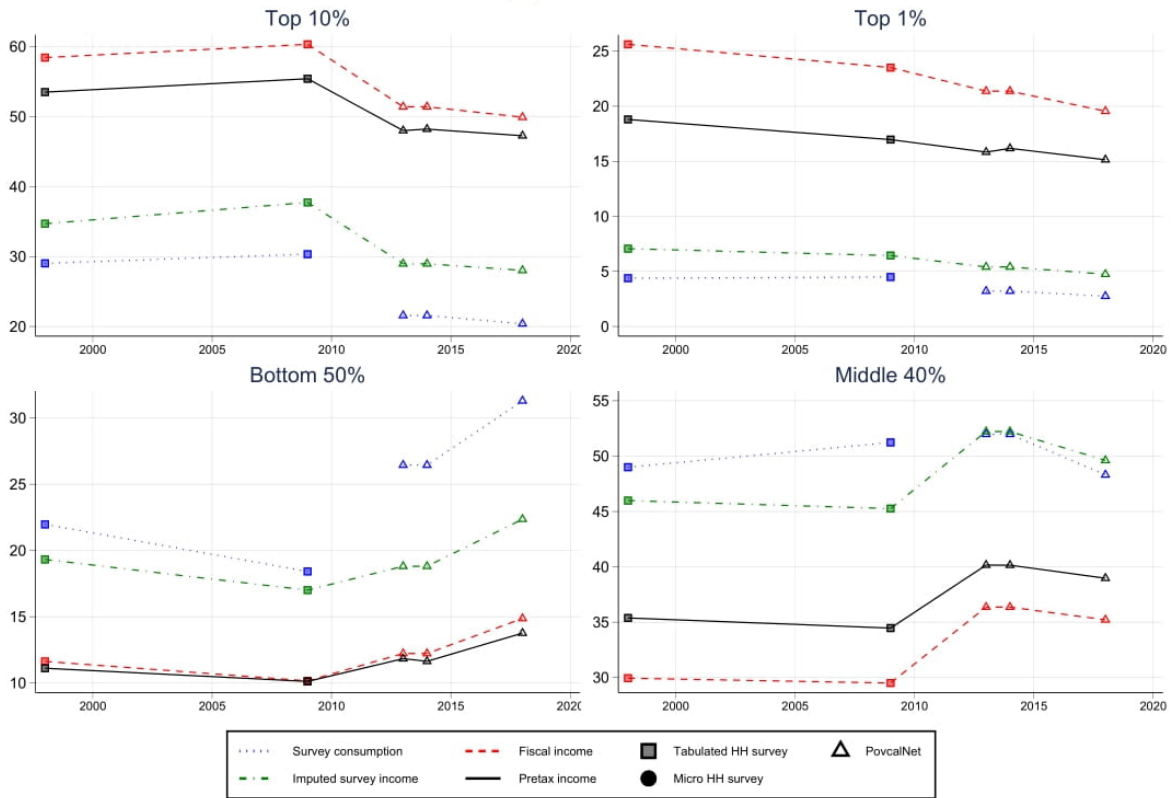 Top 10%
60
50
40
30
20
2000 2005 2010 2015 2020
Top 1%
25
20
15
10
5
0
2000 2005 2010 2015 2020
Bottom 50%
30
25
20
15
10
2000 2005 2010 2015 2020
Middle 40%
55
50
45
40
35
30
2000 2005 2010 2015 2020
Survey consumption Fiscal income Tabulated HH survey PovcalNet
Imputed survey income Pretax income Micro HH survey